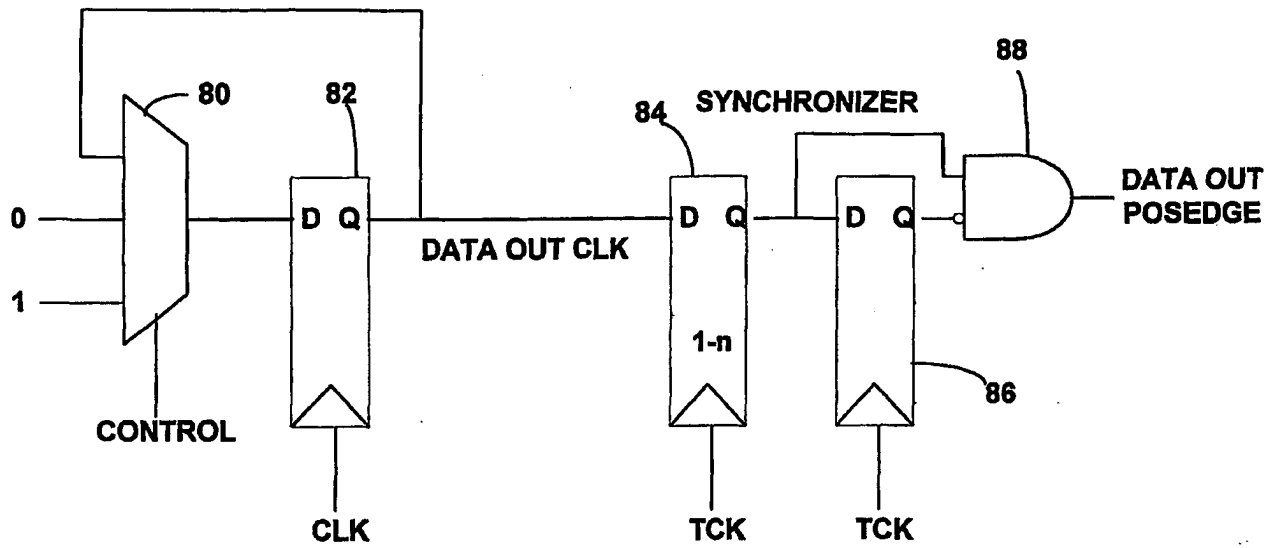 88
80
82
84
SYNCHRONIZER
DATA OUT
POSEDGE
0
D Q
D Q
D Q
DATA OUT CLK
1
1-n
86
CONTROL
CLK
TCK
TCK